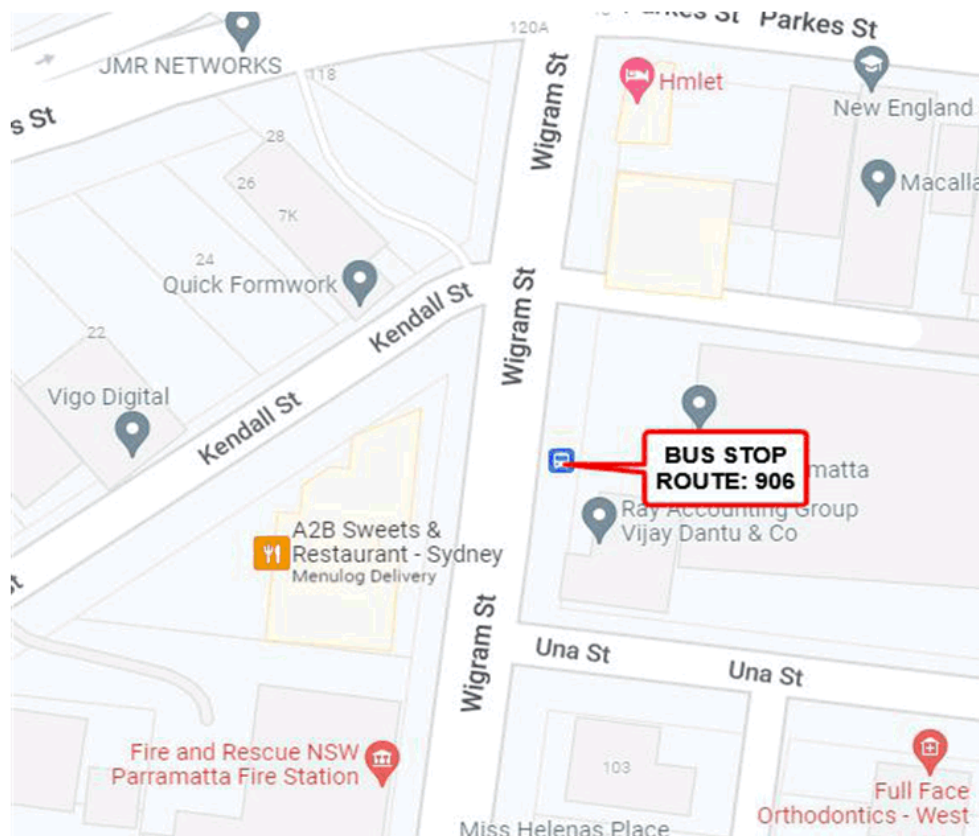 Parkes St
Parkes St
120A
JMR NETWORKS
118
Wigram St
Hmlet
New England
s St
28
26
7K
Macalla
24
Quick Formwork
Kendall St
Wigram St
22
Vigo Digital
Kendall St
BUS STOP
ROUTE: 906
matta
Ray Accounting Group
Vijay Dantu & Co
A2B Sweets &
Restaurant - Sydney
Menulog Delivery
st
Wigram St
Una St
Una St
Fire and Rescue NSW
Parramatta Fire Station
103
Full Face
Orthodontics - West
Miss Helenas Place